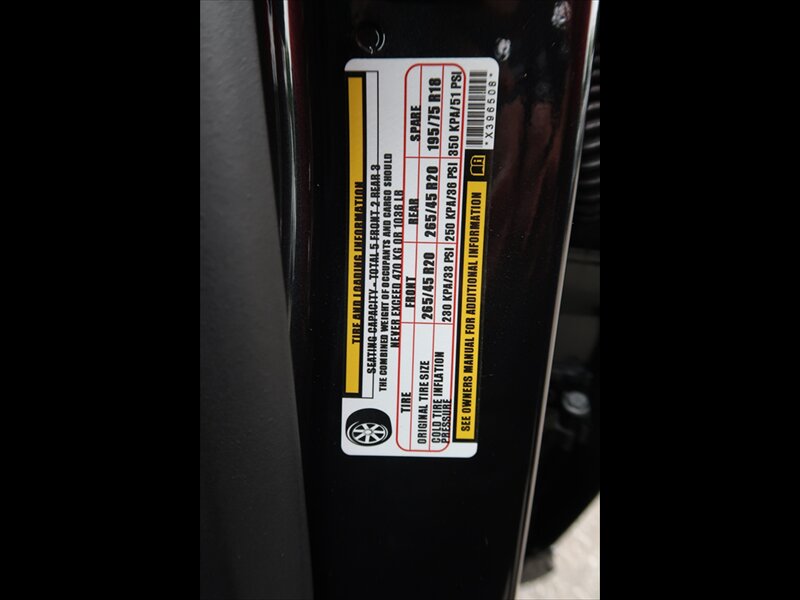 TIRE AND LOADING INFORMATION
SEATING CAPACITY - TOTAL 5 FRONT 2 REAR 3
THE COMBINED WEIGHT OF OCCUPANTS AND CARGO SHOULD
NEVER EXCEED 470 KG OR 1036 LB
TIRE FRONT REAR SPARE
ORIGINAL TIRE SIZE 265/45 R20 265/45 R20 195/75 R18
COLD TIRE INFLATION PRESSURE 230 KPA/33 PSI 250 KPA/36 PSI 350 KPA/51 PSI
SEE OWNERS MANUAL FOR ADDITIONAL INFORMATION
*X396508*